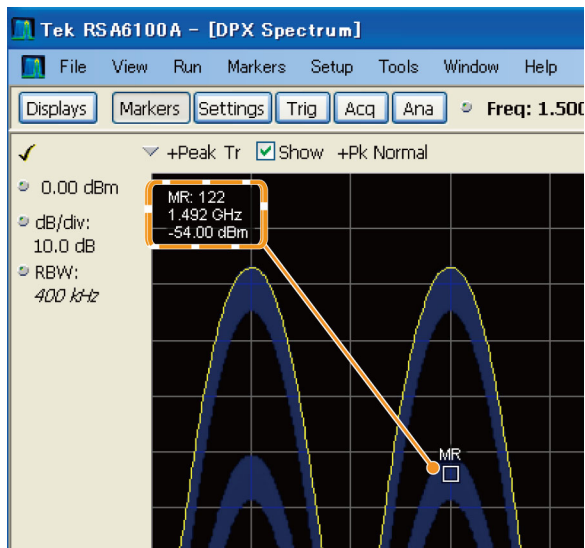 Tek RSA6100A - [DPX Spectrum]
File View Run Markers Setup Tools Window Help
Displays Markers Settings Trig Acq Ana Freq: 1.500
+Peak Tr Show +Pk Normal
0.00 dBm
dB/div:
10.0 dB
RBW:
400 kHz
MR: 122
1.492 GHz
-54.00 dBm
MR